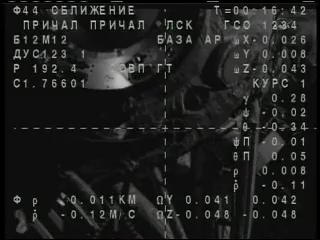 Ф44 СБЛИЖЕНИЕ Т=00:16:42
ПРИЧАЛ ПРИЧАЛ ЛСК ГСО 1234
Б12М12 БАЗА АР ωX -0.026
ДУС123 1 ωY 0.008
Р 192.4 СВП ГТ ωZ -0.043
С1.76601 КУРС 1
γ 0.28
ψ -0.02
θ -0.34
ψП -0.01
θП 0.05
ρ 0.008
ρ̇ -0.11
Ф ρ 0.011КМ ΩY 0.041 0.042
ρ̇ -0.12М/С ΩZ -0.048 -0.048